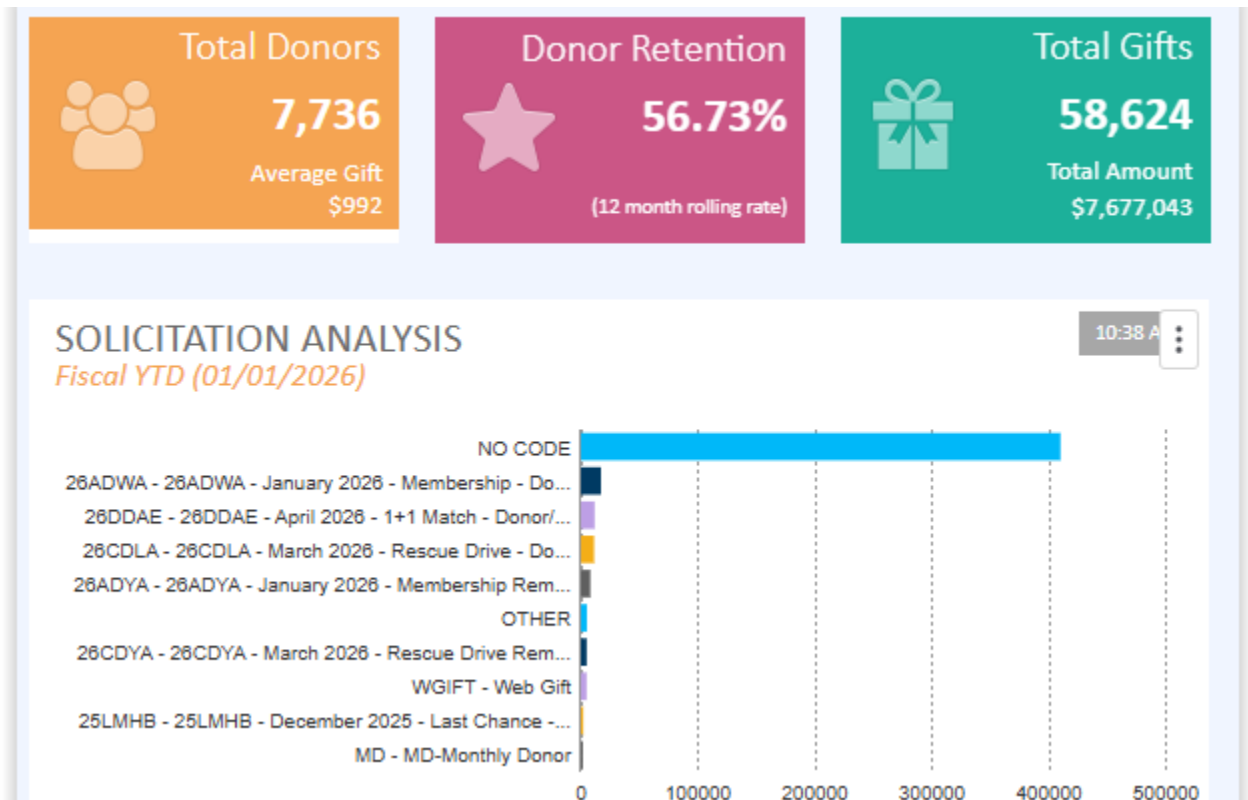 Total Donors
7,736
Average Gift
$992
Donor Retention
56.73%
(12 month rolling rate)
Total Gifts
58,624
Total Amount
$7,677,043
SOLICITATION ANALYSIS
Fiscal YTD (01/01/2026)
10:38 A
NO CODE
26ADWA - 26ADWA - January 2026 - Membership - Do...
26DDAE - 26DDAE - April 2026 - 1+1 Match - Donor/...
26CDLA - 26CDLA - March 2026 - Rescue Drive - Do...
26ADYA - 26ADYA - January 2026 - Membership Rem...
OTHER
26CDYA - 26CDYA - March 2026 - Rescue Drive Rem...
WGIFT - Web Gift
25LMHB - 25LMHB - December 2025 - Last Chance -...
MD - MD-Monthly Donor
0 100000 200000 300000 400000 500000